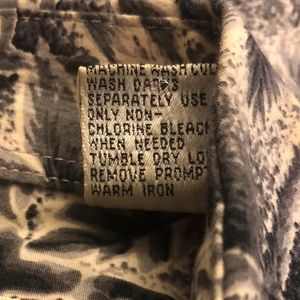 MACHINE WASH COL
WASH DARKS
SEPARATELY USE
ONLY NON-
CHLORINE BLEACH
WHEN NEEDED
TUMBLE DRY LO
REMOVE PROMPT
WARM IRON